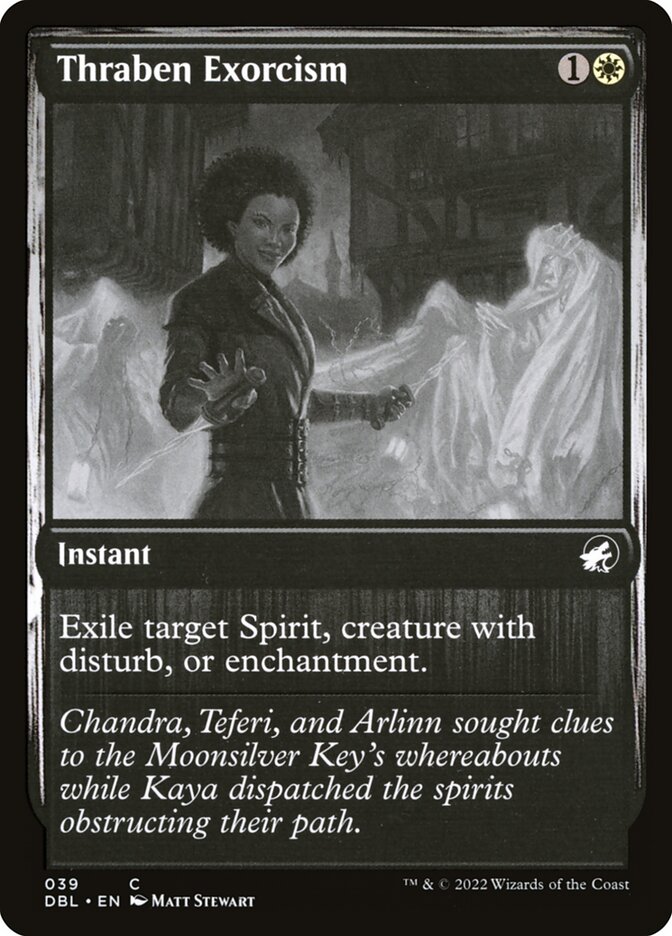 Thraben Exorcism 1
Instant
Exile target Spirit, creature with
disturb, or enchantment.
Chandra, Teferi, and Arlinn sought clues
to the Moonsilver Key's whereabouts
while Kaya dispatched the spirits
obstructing their path.
039 C ™ & © 2022 Wizards of the Coast
DBL • EN Matt Stewart